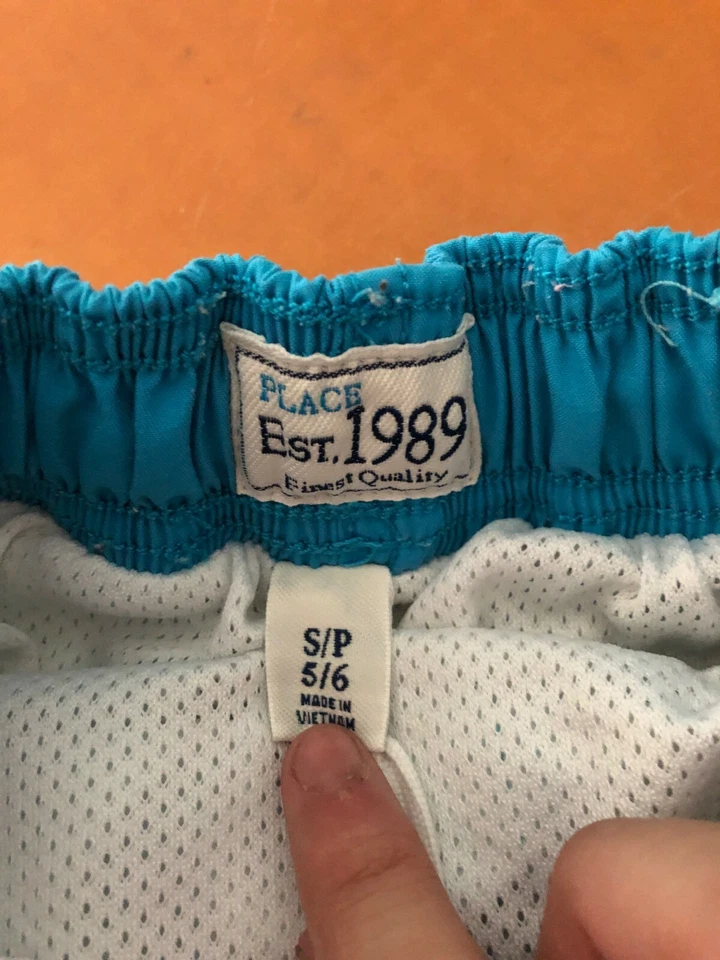 PLACE
EST. 1989
Finest Quality
S/P
5/6
MADE IN
VIETNAM